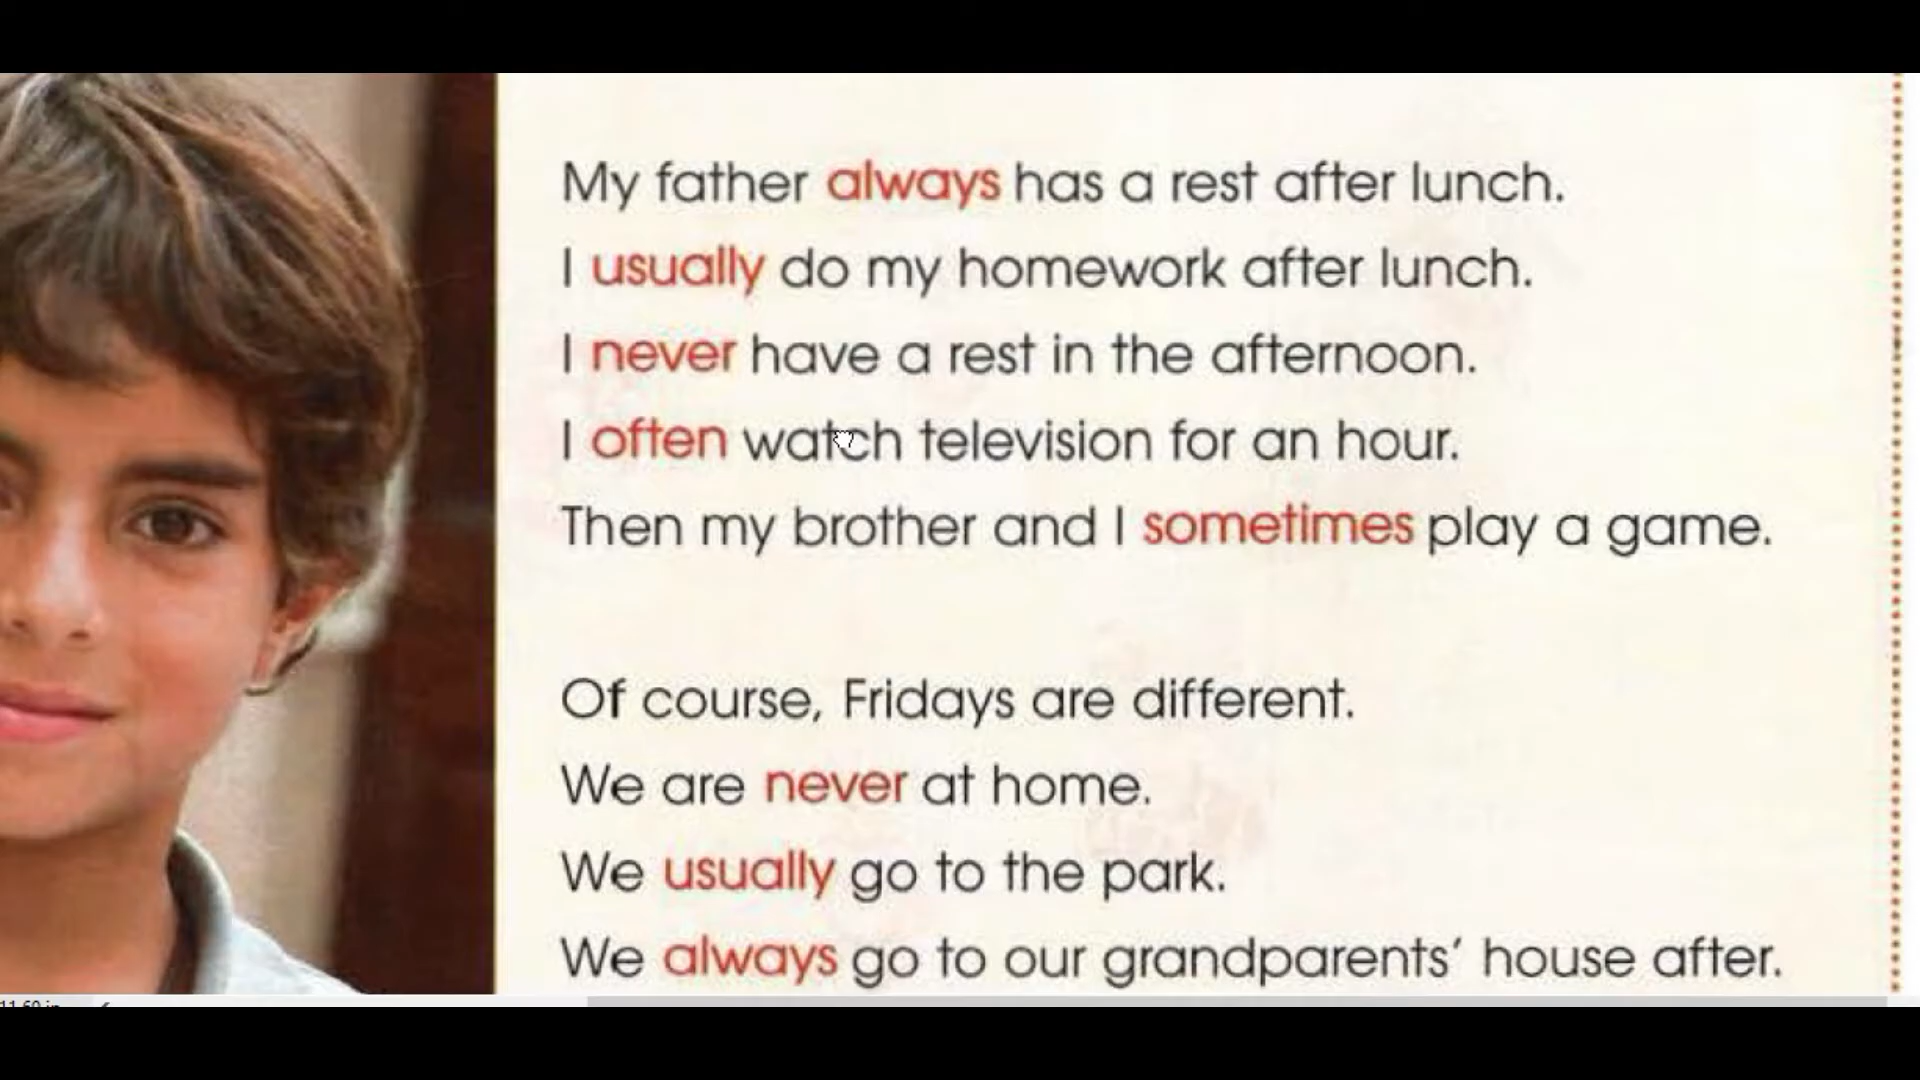 My father always has a rest after lunch.
I usually do my homework after lunch.
I never have a rest in the afternoon.
I often watch television for an hour.
Then my brother and I sometimes play a game.
Of course, Fridays are different.
We are never at home.
We usually go to the park.
We always go to our grandparents’ house after.